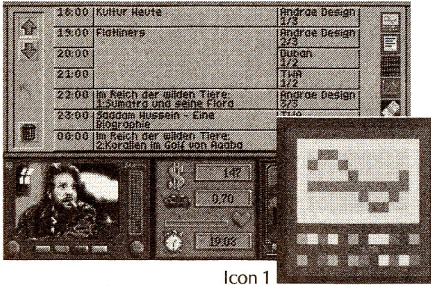 18:00 Kultur Heute Andrae Design
1/3
19:00 Flatliners Andrae Design
2/3
20:00 Duban
1/2
21:00 TWA
1/2
22:00 Im Reich der wilden Tiere: Andrae Design
1:Sumatra und seine Flora 3/3
23:00 Saddam Hussein - Eine TWA
Biographie
00:00 Im Reich der wilden Tiere:
2:Korallen im Golf von Aqaba
147
0,70
19:03
Icon 1